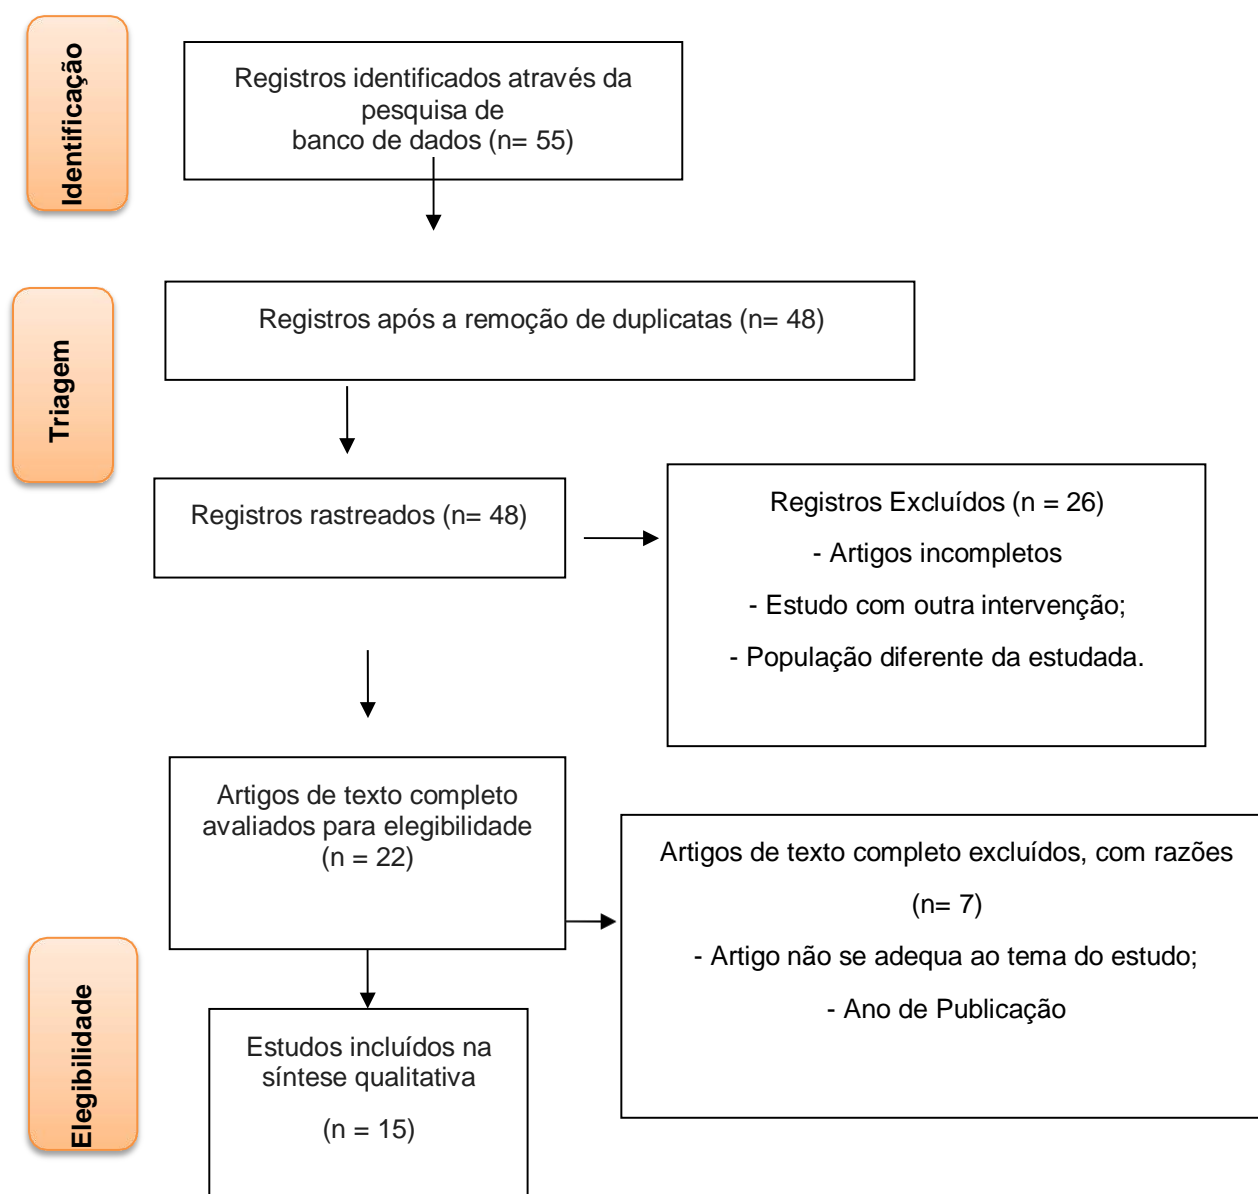 Identificação
Registros identificados através da
pesquisa de
banco de dados (n= 55)
Triagem
Registros após a remoção de duplicatas (n= 48)
Registros rastreados (n= 48)
Registros Excluídos (n = 26)
- Artigos incompletos
- Estudo com outra intervenção;
- População diferente da estudada.
Artigos de texto completo
avaliados para elegibilidade
(n = 22)
Artigos de texto completo excluídos, com razões
(n= 7)
- Artigo não se adequa ao tema do estudo;
- Ano de Publicação
Elegibilidade
Estudos incluídos na
síntese qualitativa
(n = 15)